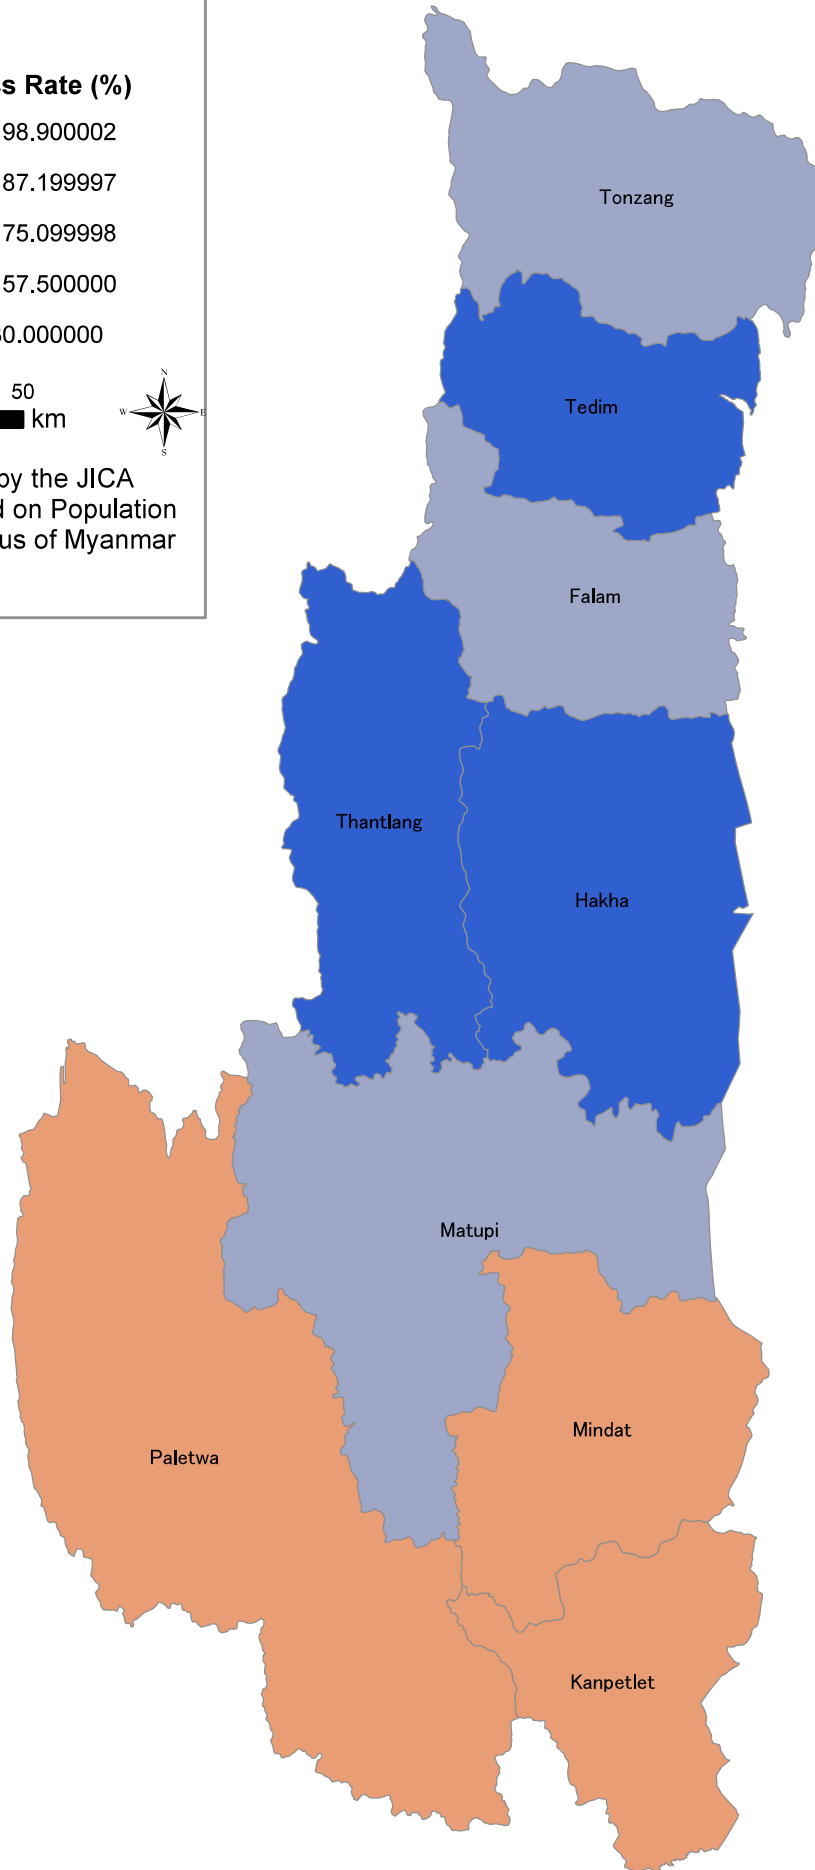 Rate (%)
98.900002
87.199997
75.099998
57.500000
0.000000
50
km
N
W
E
S
by the JICA
on Population
of Myanmar
Tonzang
Tedim
Falam
Thantlang
Hakha
Matupi
Mindat
Paletwa
Kanpetlet